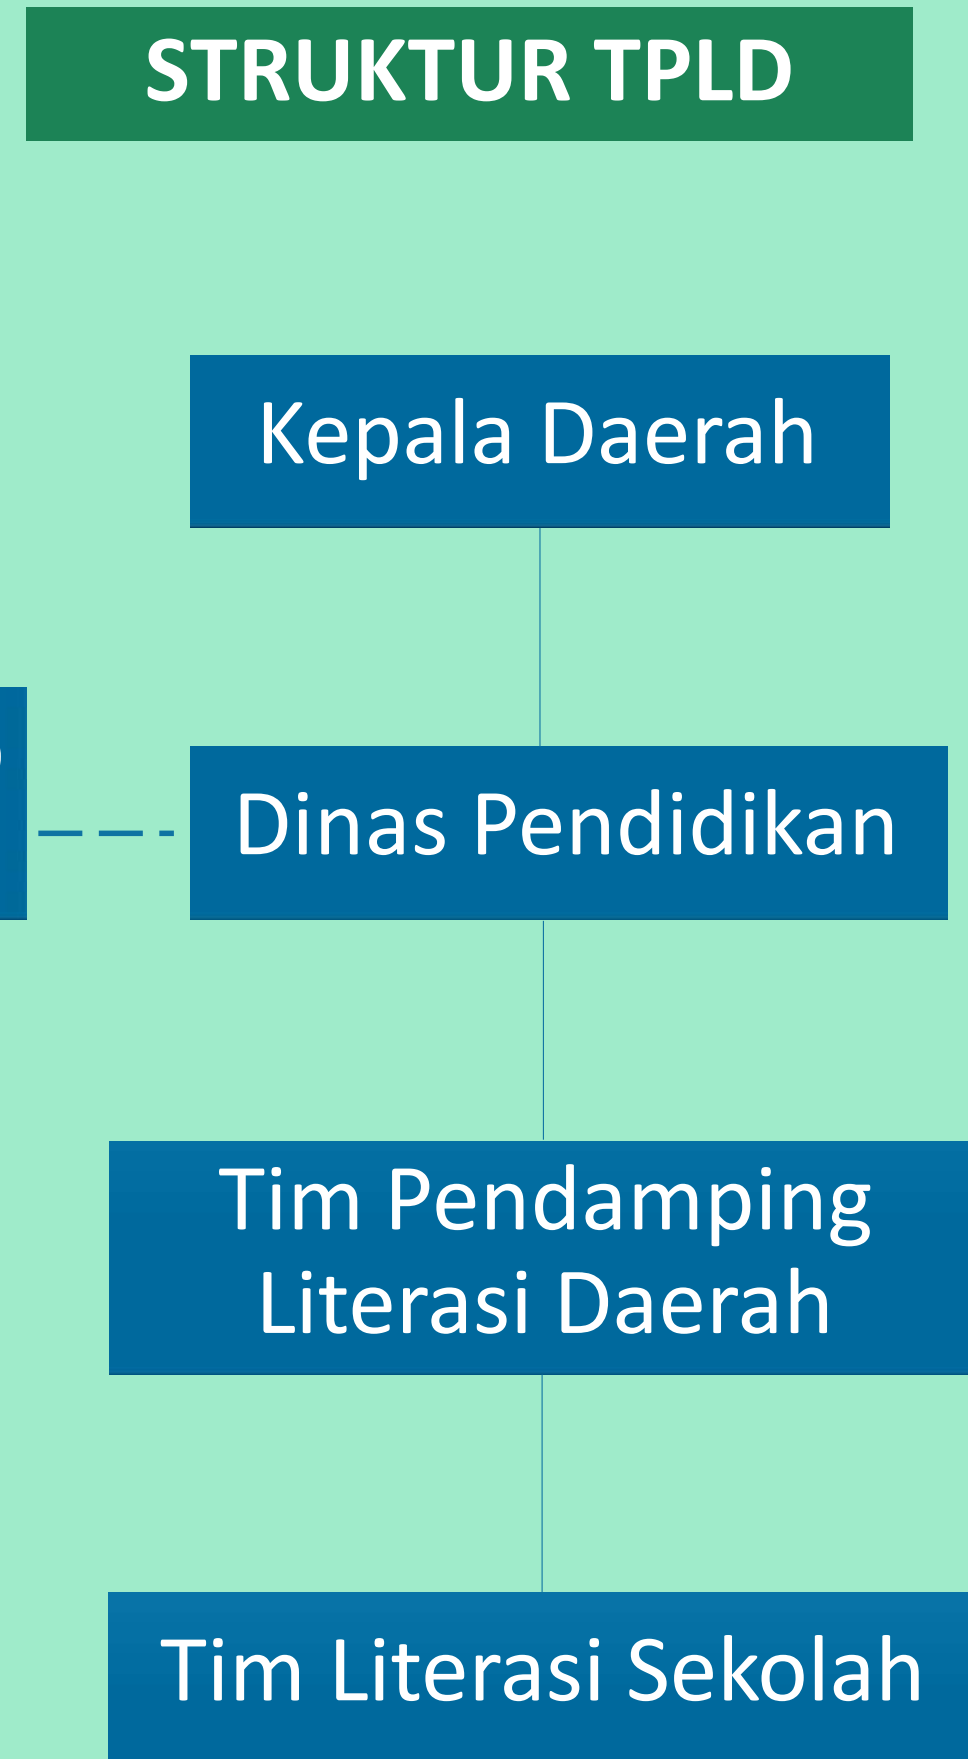 STRUKTUR TPLD
Kepala Daerah
Dinas Pendidikan
Tim Pendamping
Literasi Daerah
Tim Literasi Sekolah